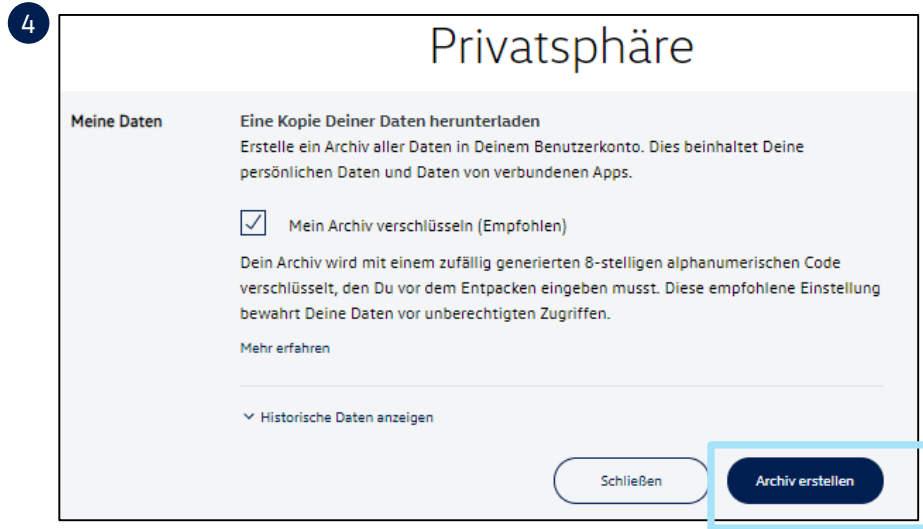 4
Privatsphäre
Meine Daten
Eine Kopie Deiner Daten herunterladen
Erstelle ein Archiv aller Daten in Deinem Benutzerkonto. Dies beinhaltet Deine
persönlichen Daten und Daten von verbundenen Apps.
Mein Archiv verschlüsseln (Empfohlen)
Dein Archiv wird mit einem zufällig generierten 8-stelligen alphanumerischen Code
verschlüsselt, den Du vor dem Entpacken eingeben musst. Diese empfohlene Einstellung
bewahrt Deine Daten vor unberechtigten Zugriffen.
Mehr erfahren
Historische Daten anzeigen
Schließen
Archiv erstellen